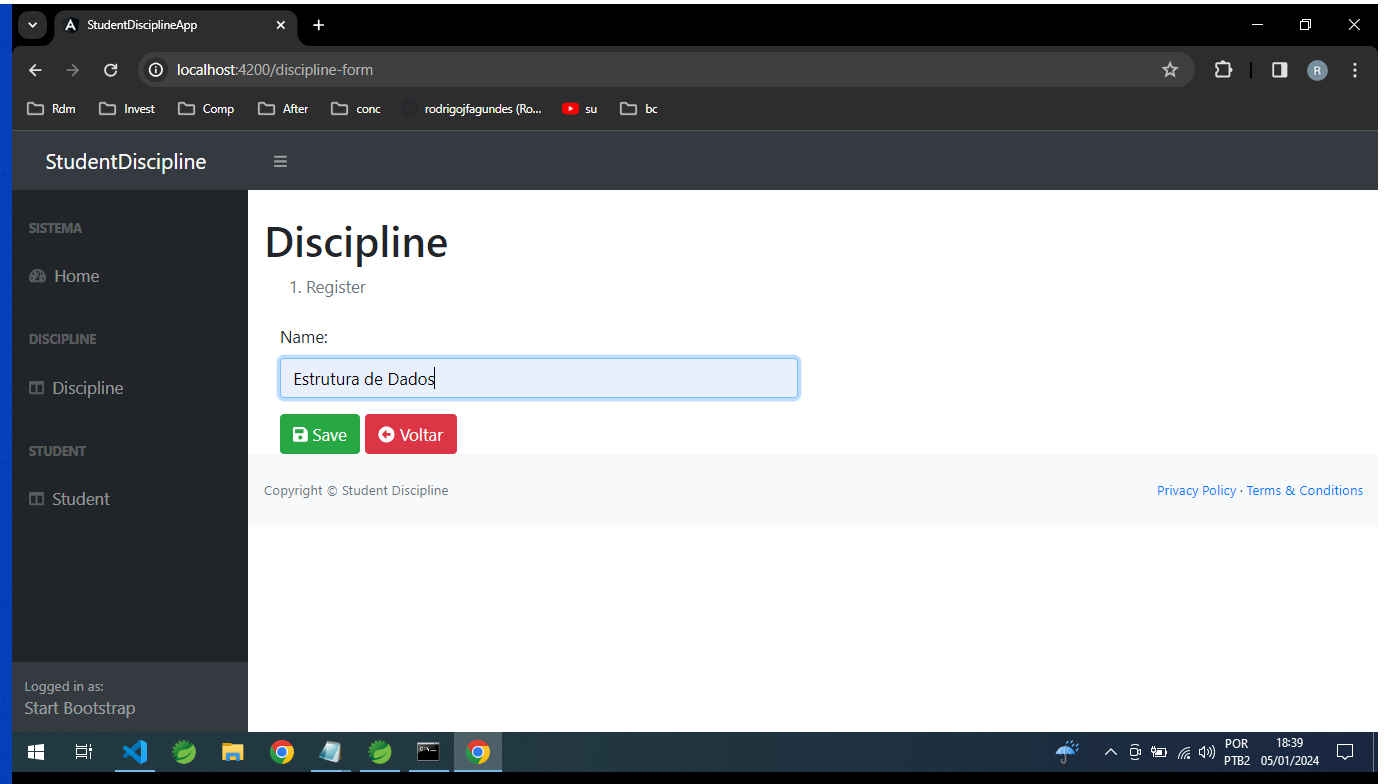 StudentDisciplineApp
localhost:4200/discipline-form
R
Rdm Invest Comp After conc rodrigojfagundes (Ro... su bc
StudentDiscipline
SISTEMA
Home
DISCIPLINE
Discipline
STUDENT
Student
Logged in as:
Start Bootstrap
Discipline
1. Register
Name:
Estrutura de Dados
Save Voltar
Copyright © Student Discipline Privacy Policy · Terms & Conditions
POR 18:39
PTB2 05/01/2024